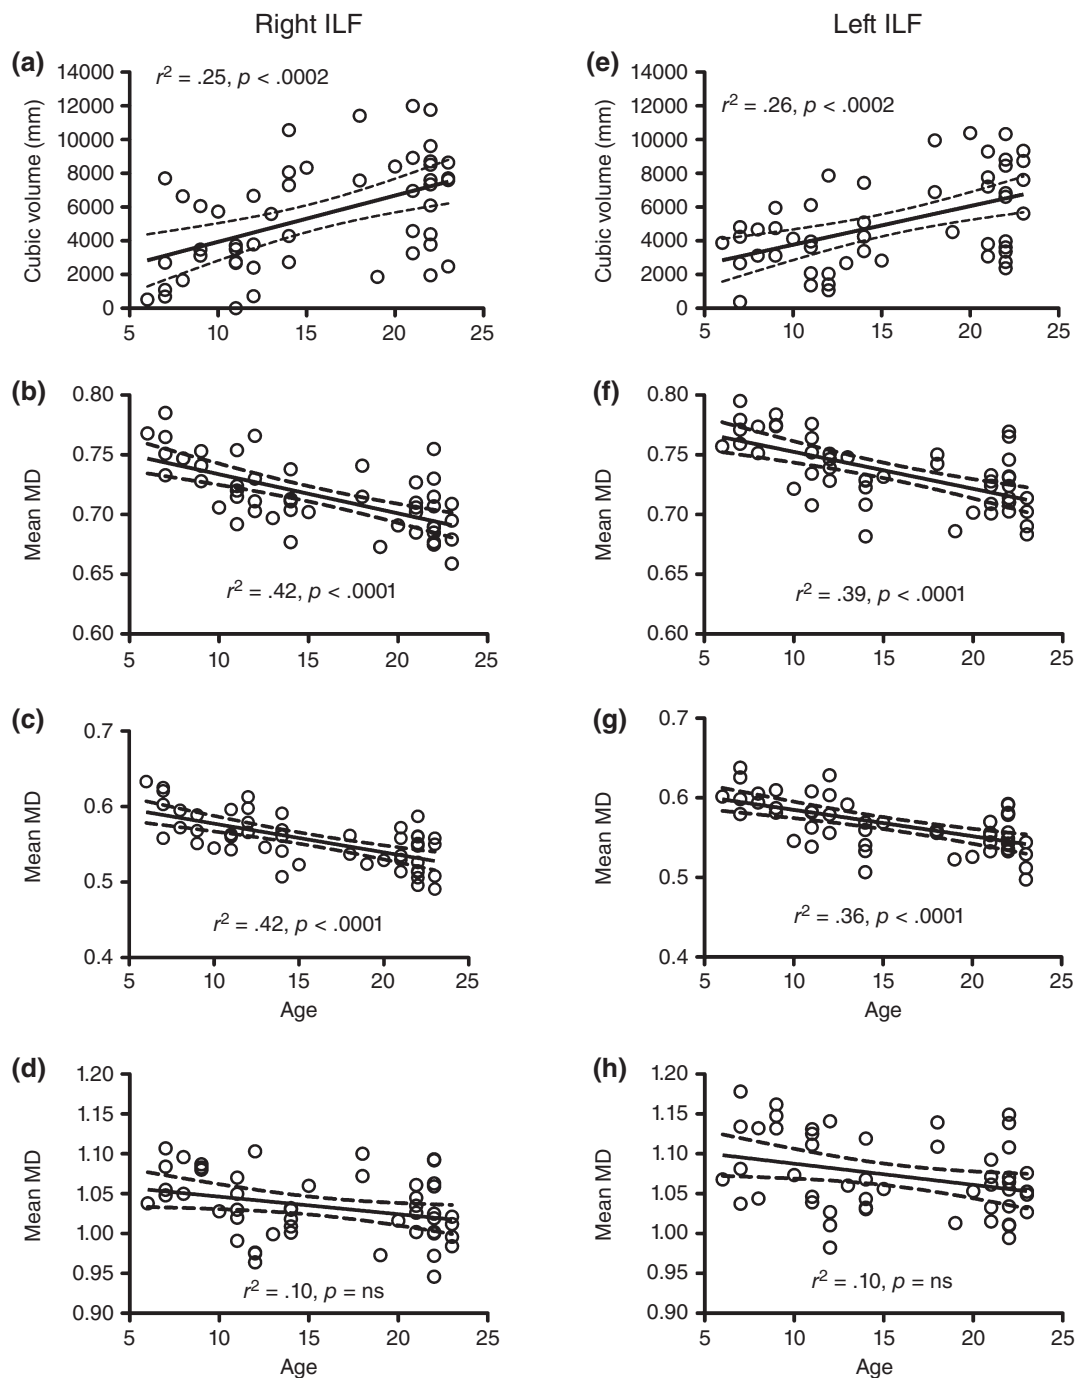 Right ILF
Left ILF
(a)
14000
12000
10000
8000
6000
4000
2000
0
Cubic volume (mm)
r² = .25, p < .0002
5 10 15 20 25
(e)
14000
12000
10000
8000
6000
4000
2000
0
Cubic volume (mm)
r² = .26, p < .0002
5 10 15 20 25
(b)
0.80
0.75
0.70
0.65
0.60
Mean MD
r² = .42, p < .0001
5 10 15 20 25
(f)
0.80
0.75
0.70
0.65
0.60
Mean MD
r² = .39, p < .0001
5 10 15 20 25
(c)
0.7
0.6
0.5
0.4
Mean MD
r² = .42, p < .0001
5 10 15 20 25
Age
(g)
0.7
0.6
0.5
0.4
Mean MD
r² = .36, p < .0001
5 10 15 20 25
Age
(d)
1.20
1.15
1.10
1.05
1.00
0.95
0.90
Mean MD
r² = .10, p = ns
5 10 15 20 25
Age
(h)
1.20
1.15
1.10
1.05
1.00
0.95
0.90
Mean MD
r² = .10, p = ns
5 10 15 20 25
Age